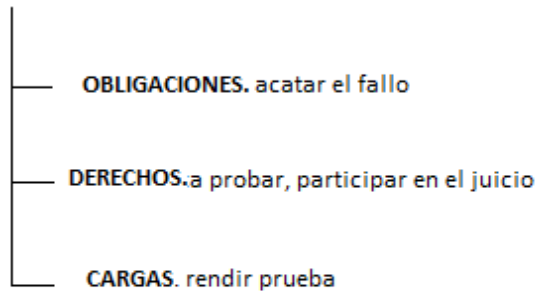 OBLIGACIONES. acatar el fallo
DERECHOS.a probar, participar en el juicio
CARGAS. rendir prueba